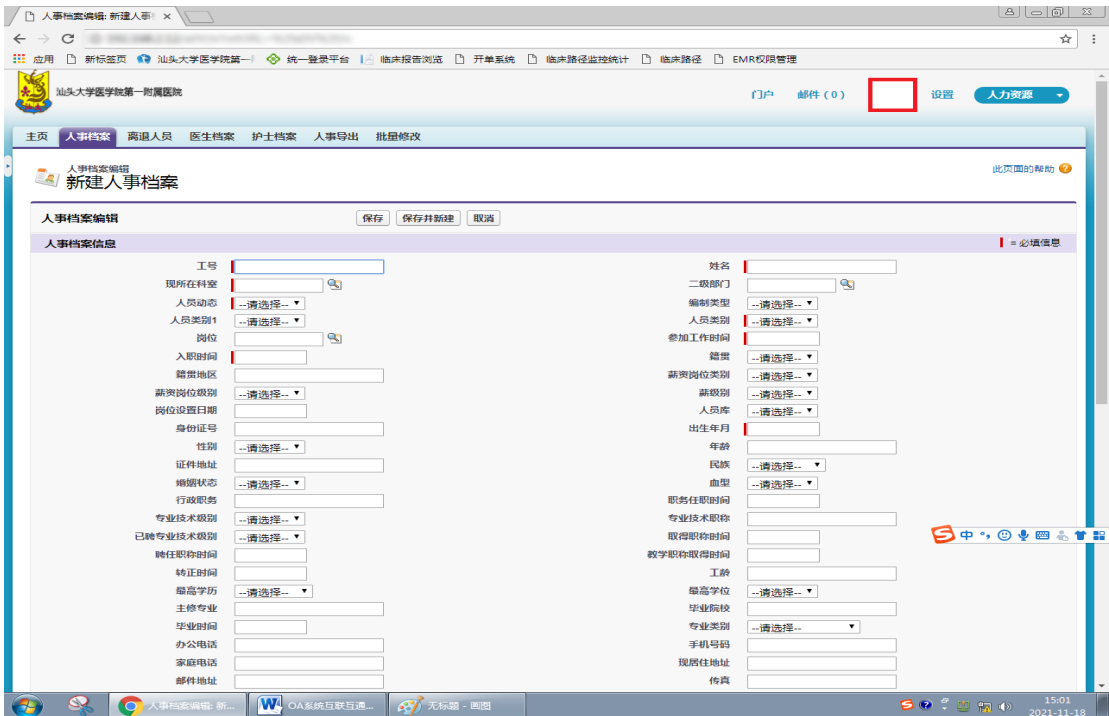 人事档案编辑: 新建人事
应用 新标签页 汕头大学医学院第一 统一登录平台 临床报告浏览 开单系统 临床路径监控统计 临床路径 EMR权限管理
汕头大学医学院第一附属医院 门户 邮件 ( 0 ) 设置 人力资源
主页 人事档案 离退人员 医生档案 护士档案 人事导出 批量修改
人事档案编辑
新建人事档案 此页面的帮助
人事档案编辑 保存 保存并新建 取消
人事档案信息 = 必填信息
工号 姓名
现所在科室 二级部门
人员动态 --请选择-- 编制类型 --请选择--
人员类别1 --请选择-- 人员类别 --请选择--
岗位 参加工作时间
入职时间 籍贯 --请选择--
籍贯地区 薪资岗位类别 --请选择--
薪资岗位级别 --请选择-- 薪级别 --请选择--
岗位设置日期 人员库 --请选择--
身份证号 出生年月
性别 --请选择-- 年龄
证件地址 民族 --请选择--
婚姻状态 --请选择-- 血型 --请选择--
行政职务 职务任职时间
专业技术级别 --请选择-- 专业技术职称
已聘专业技术级别 --请选择-- 取得职称时间
中
聘任职称时间 教学职称取得时间
转正时间 工龄
最高学历 --请选择-- 最高学位 --请选择--
主修专业 毕业院校
毕业时间 专业类别 --请选择--
办公电话 手机号码
家庭电话 现居住地址
邮件地址 传真
人事档案编辑: 新... OA系统互联互通... 无标题 - 画图 15:01
2021-11-18